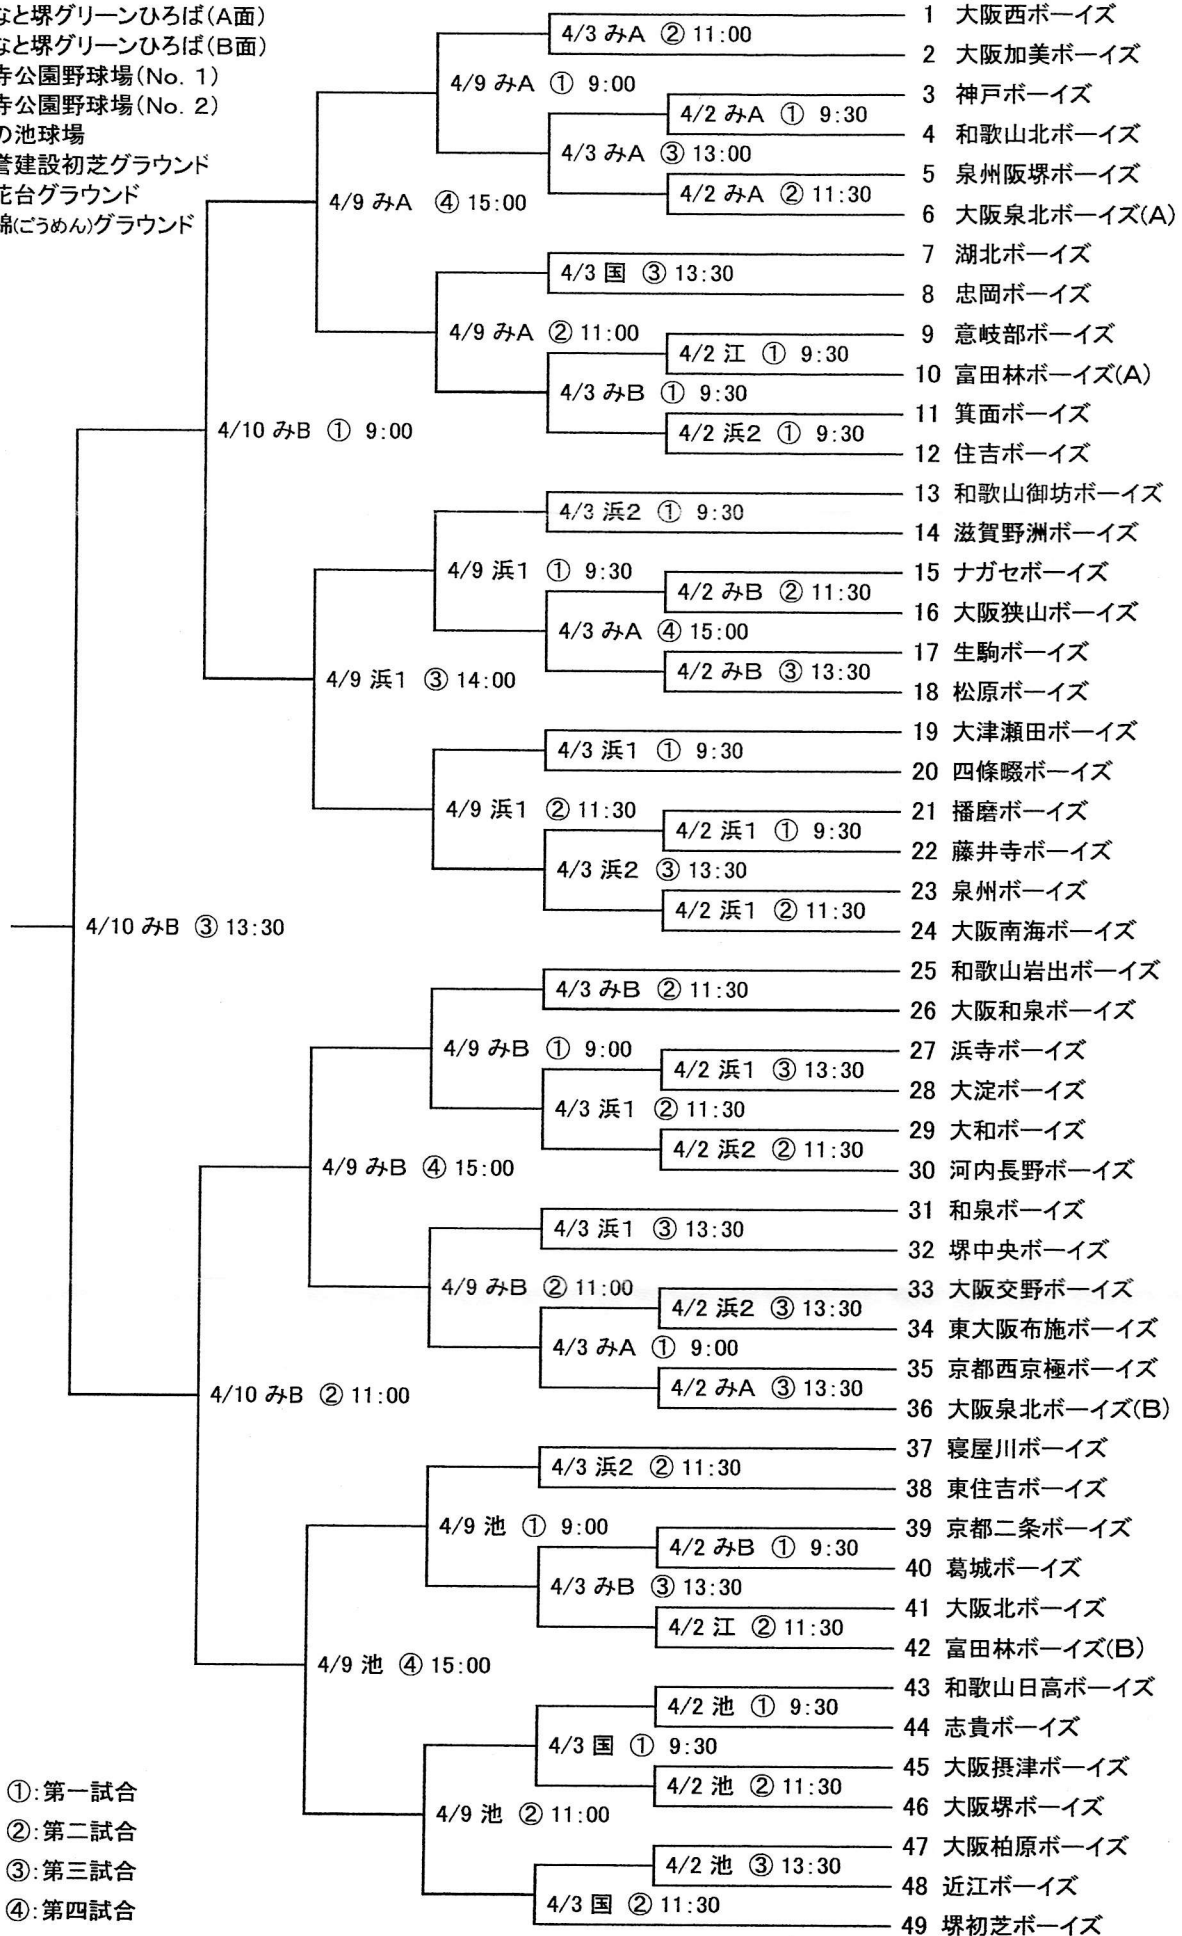 なと堺グリーンひろば(A面)
なと堺グリーンひろば(B面)
寺公園野球場(No. 1)
寺公園野球場(No. 2)
の池球場
誉建設初芝グラウンド
花台グラウンド
綿(ごうめん)グラウンド
1 大阪西ボーイズ
4/3 みA ② 11:00
2 大阪加美ボーイズ
4/9 みA ① 9:00
3 神戸ボーイズ
4/2 みA ① 9:30
4 和歌山北ボーイズ
4/3 みA ③ 13:00
5 泉州阪堺ボーイズ
4/2 みA ② 11:30
6 大阪泉北ボーイズ(A)
4/9 みA ④ 15:00
7 湖北ボーイズ
4/3 国 ③ 13:30
8 忠岡ボーイズ
4/9 みA ② 11:00
9 意岐部ボーイズ
4/2 江 ① 9:30
10 富田林ボーイズ(A)
4/3 みB ① 9:30
11 箕面ボーイズ
4/2 浜2 ① 9:30
12 住吉ボーイズ
4/10 みB ① 9:00
13 和歌山御坊ボーイズ
4/3 浜2 ① 9:30
14 滋賀野洲ボーイズ
4/9 浜1 ① 9:30
15 ナガセボーイズ
4/2 みB ② 11:30
16 大阪狭山ボーイズ
4/3 みA ④ 15:00
17 生駒ボーイズ
4/2 みB ③ 13:30
18 松原ボーイズ
4/9 浜1 ③ 14:00
19 大津瀬田ボーイズ
4/3 浜1 ① 9:30
20 四條畷ボーイズ
4/9 浜1 ② 11:30
21 播磨ボーイズ
4/2 浜1 ① 9:30
22 藤井寺ボーイズ
4/3 浜2 ③ 13:30
23 泉州ボーイズ
4/2 浜1 ② 11:30
24 大阪南海ボーイズ
4/10 みB ③ 13:30
25 和歌山岩出ボーイズ
4/3 みB ② 11:30
26 大阪和泉ボーイズ
4/9 みB ① 9:00
27 浜寺ボーイズ
4/2 浜1 ③ 13:30
28 大淀ボーイズ
4/3 浜1 ② 11:30
29 大和ボーイズ
4/2 浜2 ② 11:30
30 河内長野ボーイズ
4/9 みB ④ 15:00
31 和泉ボーイズ
4/3 浜1 ③ 13:30
32 堺中央ボーイズ
4/9 みB ② 11:00
33 大阪交野ボーイズ
4/2 浜2 ③ 13:30
34 東大阪布施ボーイズ
4/3 みA ① 9:00
35 京都西京極ボーイズ
4/2 みA ③ 13:30
36 大阪泉北ボーイズ(B)
4/10 みB ② 11:00
37 寝屋川ボーイズ
4/3 浜2 ② 11:30
38 東住吉ボーイズ
4/9 池 ① 9:00
39 京都二条ボーイズ
4/2 みB ① 9:30
40 葛城ボーイズ
4/3 みB ③ 13:30
41 大阪北ボーイズ
4/2 江 ② 11:30
42 富田林ボーイズ(B)
4/9 池 ④ 15:00
43 和歌山日高ボーイズ
4/2 池 ① 9:30
44 志貴ボーイズ
4/3 国 ① 9:30
45 大阪摂津ボーイズ
4/2 池 ② 11:30
46 大阪堺ボーイズ
4/9 池 ② 11:00
47 大阪柏原ボーイズ
4/2 池 ③ 13:30
48 近江ボーイズ
4/3 国 ② 11:30
49 堺初芝ボーイズ
①:第一試合
②:第二試合
③:第三試合
④:第四試合